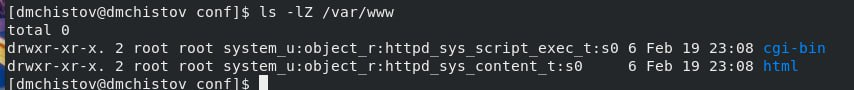 [dmchistov@dmchistov conf]$ ls -lZ /var/www
total 0
drwxr-xr-x. 2 root root system_u:object_r:httpd_sys_script_exec_t:s0 6 Feb 19 23:08 cgi-bin
drwxr-xr-x. 2 root root system_u:object_r:httpd_sys_content_t:s0     6 Feb 19 23:08 html
[dmchistov@dmchistov conf]$